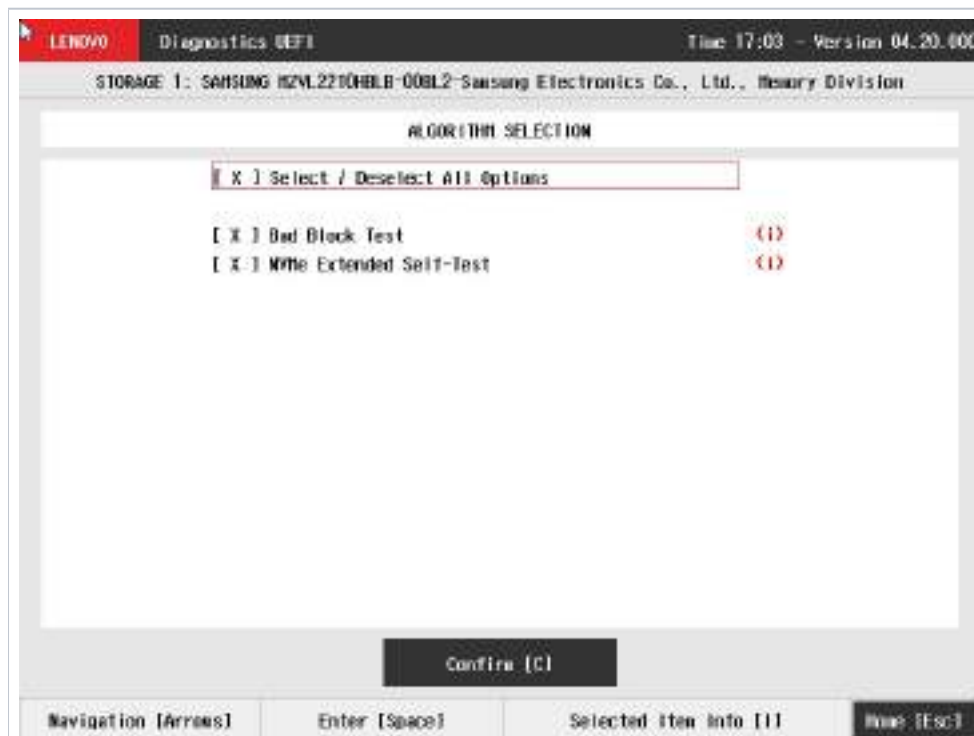 LENOVO Diagnostics UEFI Time 17:03 - Version 04.20.000
STORAGE 1: SAMSUNG Samsung Electronics Co., Ltd., Memory Division
ALGORITHM SELECTION
[ X ] Select / Deselect All Options
[ X ] Bad Block Test (i)
[ X ] NVMe Extended Self-Test (i)
Confirm [C]
Navigation [Arrows] Enter [Space] Selected Item Info [I] Home [Esc]